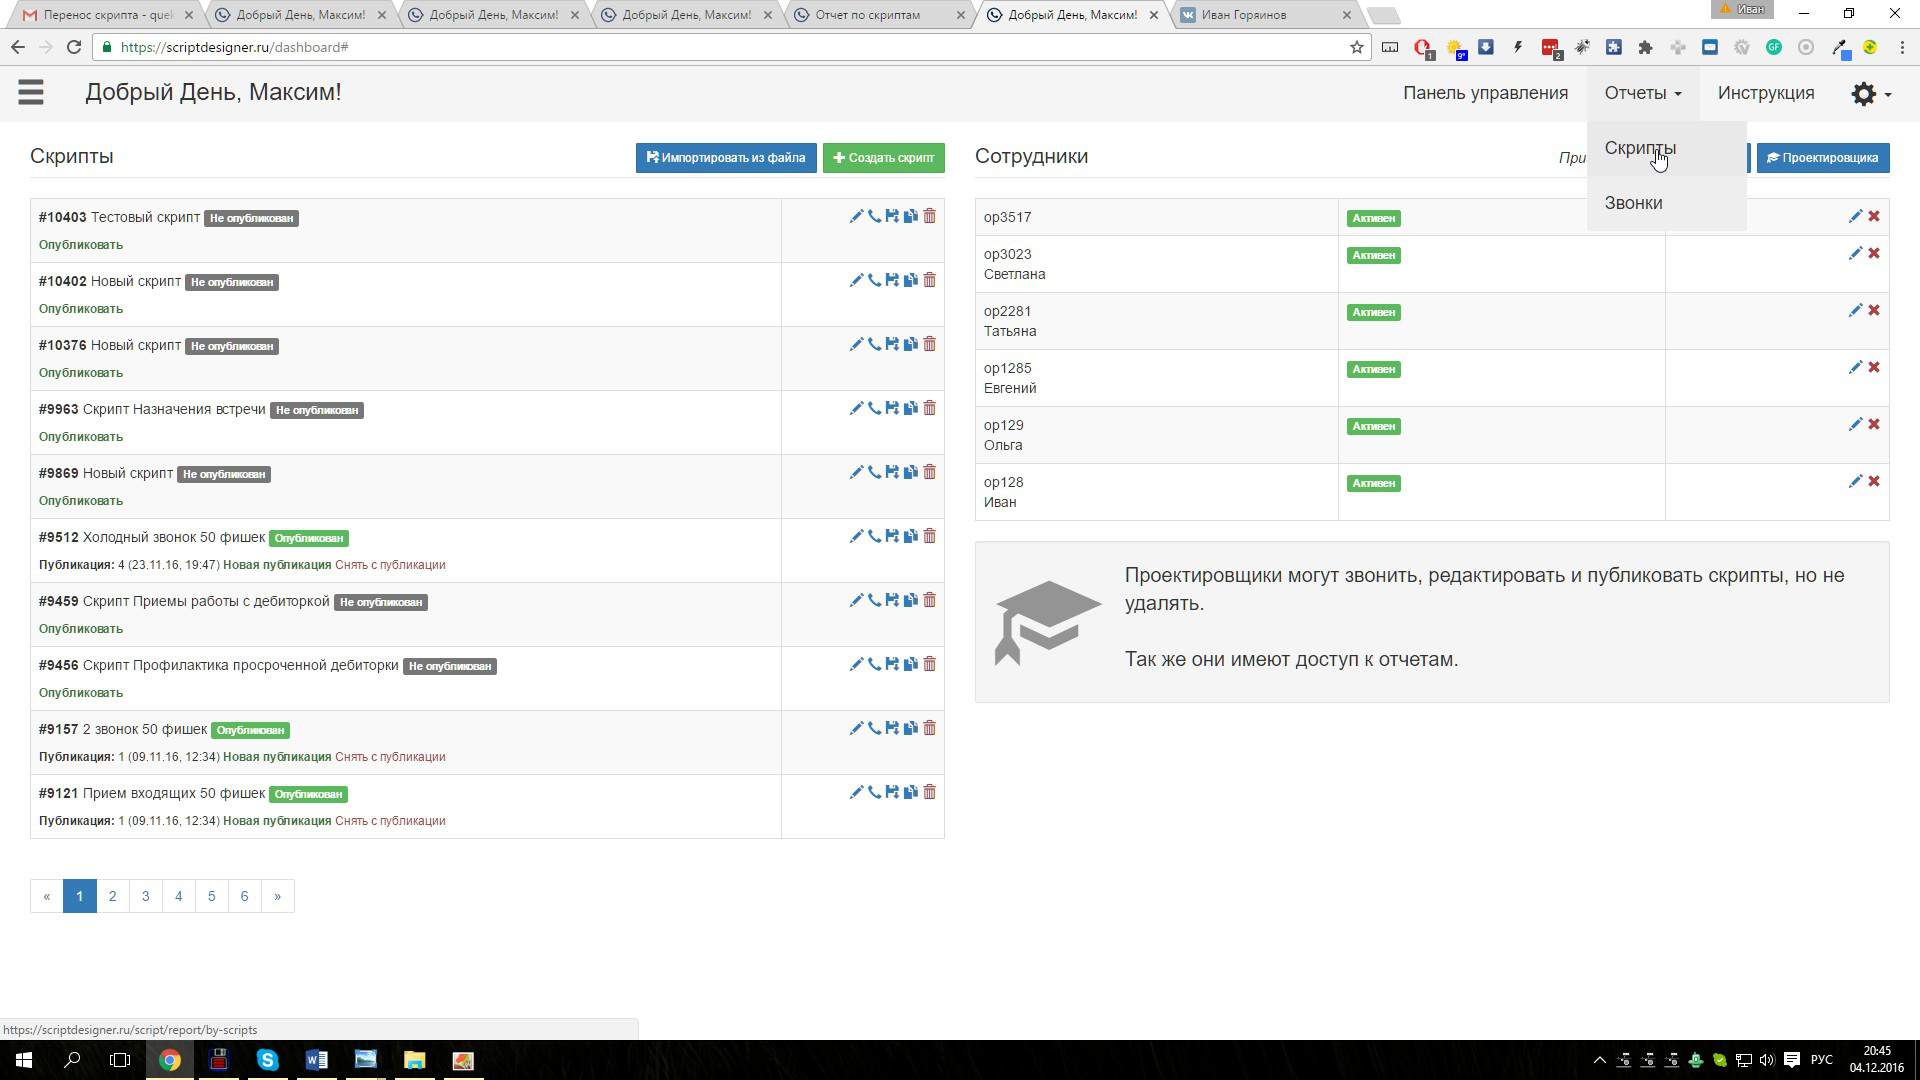 Перенос скрипта - quek
Добрый День, Максим!
Добрый День, Максим!
Добрый День, Максим!
Отчет по скриптам
Добрый День, Максим!
Иван Горяинов
Иван
https://scriptdesigner.ru/dashboard#
1
9°
2
GF
Добрый День, Максим!
Панель управления
Отчеты
Инструкция
Скрипты
Звонки
Скрипты
Импортировать из файла
Создать скрипт
#10403 Тестовый скрипт Не опубликован
Опубликовать
#10402 Новый скрипт Не опубликован
Опубликовать
#10376 Новый скрипт Не опубликован
Опубликовать
#9963 Скрипт Назначения встречи Не опубликован
Опубликовать
#9869 Новый скрипт Не опубликован
Опубликовать
#9512 Холодный звонок 50 фишек Опубликован
Публикация: 4 (23.11.16, 19:47) Новая публикация Снять с публикации
#9459 Скрипт Приемы работы с дебиторкой Не опубликован
Опубликовать
#9456 Скрипт Профилактика просроченной дебиторки Не опубликован
Опубликовать
#9157 2 звонок 50 фишек Опубликован
Публикация: 1 (09.11.16, 12:34) Новая публикация Снять с публикации
#9121 Прием входящих 50 фишек Опубликован
Публикация: 1 (09.11.16, 12:34) Новая публикация Снять с публикации
« 1 2 3 4 5 6 »
Сотрудники
При
Проектировщика
op3517
Активен
op3023
Светлана
Активен
op2281
Татьяна
Активен
op1285
Евгений
Активен
op129
Ольга
Активен
op128
Иван
Активен
Проектировщики могут звонить, редактировать и публиковать скрипты, но не
удалять.
Так же они имеют доступ к отчетам.
https://scriptdesigner.ru/script/report/by-scripts
РУС
20:45
04.12.2016